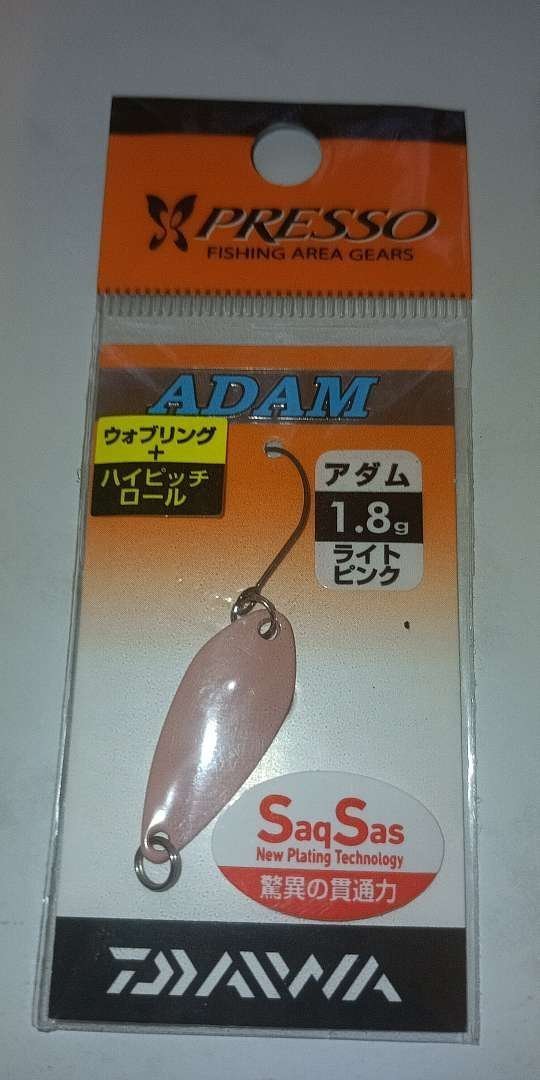 PRESSO
FISHING AREA GEARS
ADAM
ウォブリング
+
ハイピッチ
ロール
アダム
1.8g
ライト
ピンク
SaqSas
New Plating Technology
驚異の貫通力
DAIWA